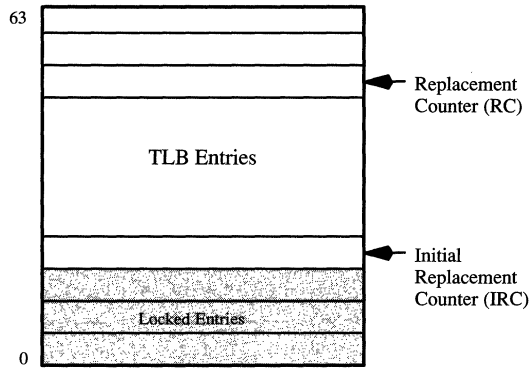 63
Replacement
Counter (RC)
TLB Entries
Initial
Replacement
Counter (IRC)
Locked Entries
0